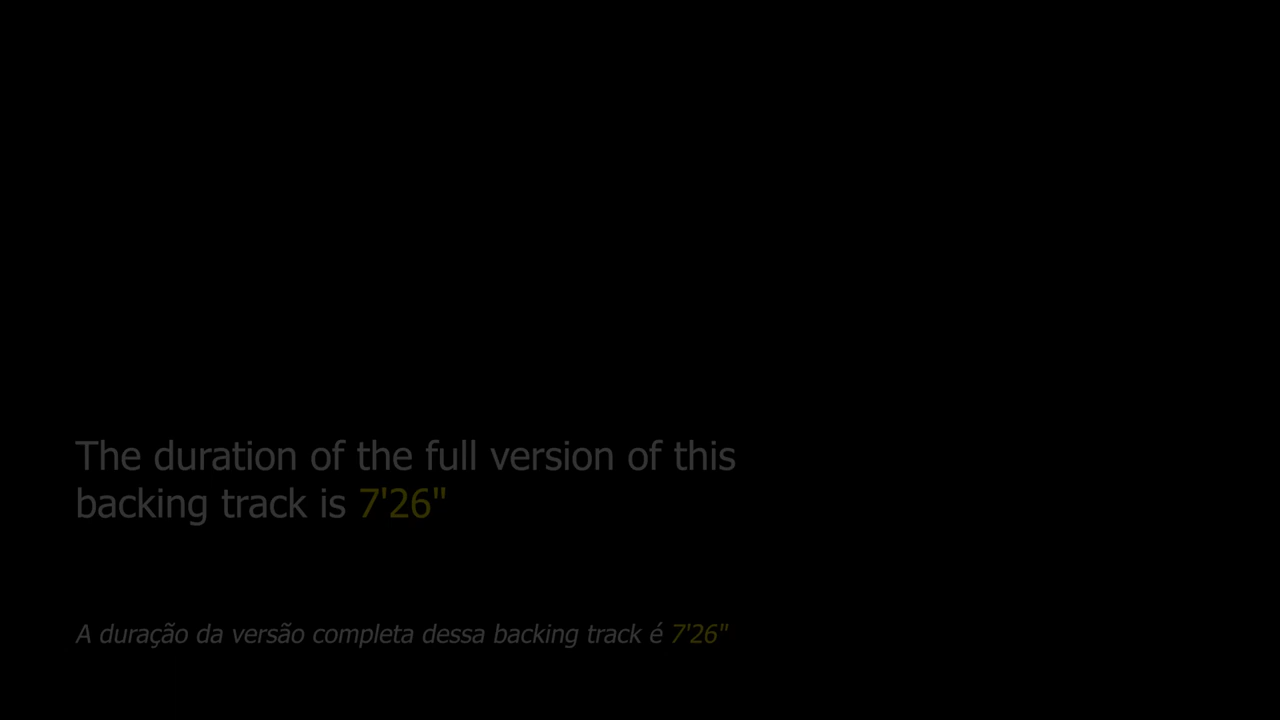 The duration of the full version of this
backing track is 7'26"
A duração da versão completa dessa backing track é 7'26"